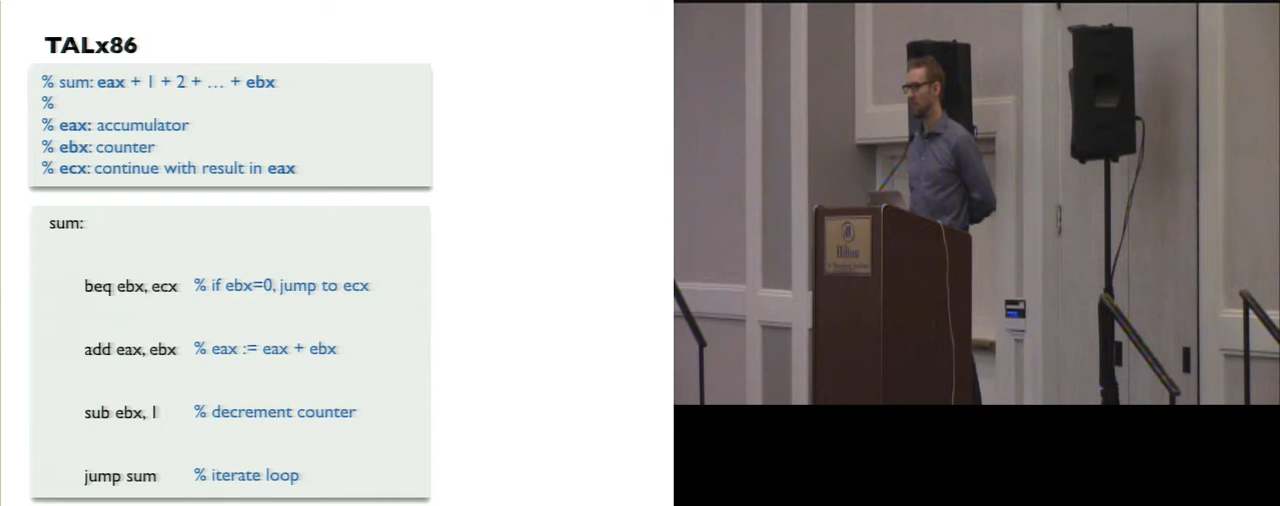 TALx86
% sum: eax + 1 + 2 + … + ebx
%
% eax: accumulator
% ebx: counter
% ecx: continue with result in eax
sum:
beq ebx, ecx % if ebx=0, jump to ecx
add eax, ebx % eax := eax + ebx
sub ebx, 1 % decrement counter
jump sum % iterate loop
Hilton